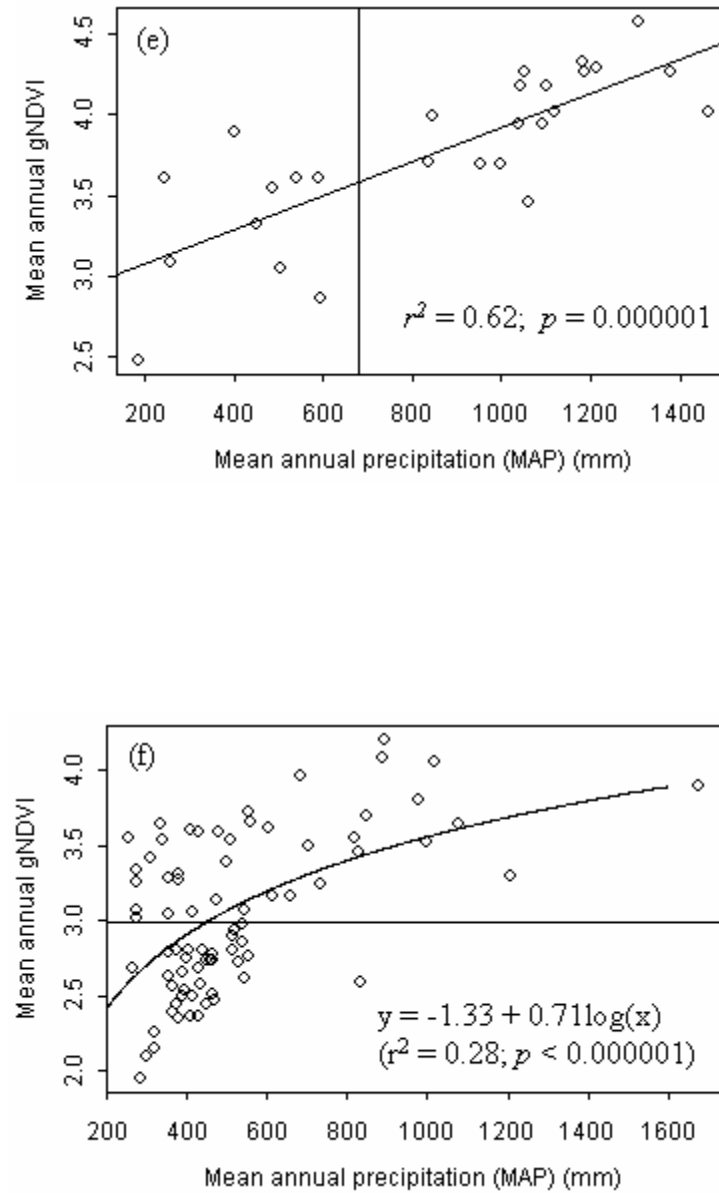 (e)
Mean annual gNDVI
4.5
4.0
3.5
3.0
2.5
r² = 0.62; p = 0.000001
200 400 600 800 1000 1200 1400
Mean annual precipitation (MAP) (mm)
(f)
Mean annual gNDVI
4.0
3.5
3.0
2.5
2.0
y = -1.33 + 0.71log(x)
(r² = 0.28; p < 0.000001)
200 400 600 800 1000 1200 1400 1600
Mean annual precipitation (MAP) (mm)